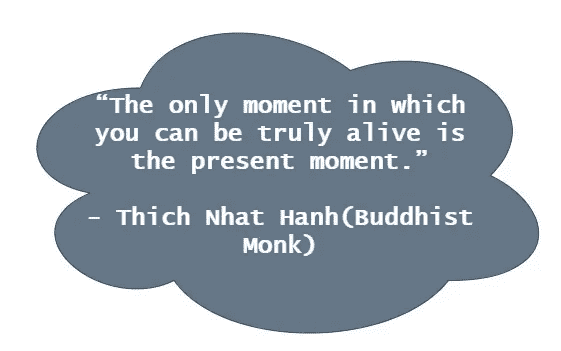 “The only moment in which
you can be truly alive is
the present moment.”
– Thich Nhat Hanh(Buddhist
Monk)